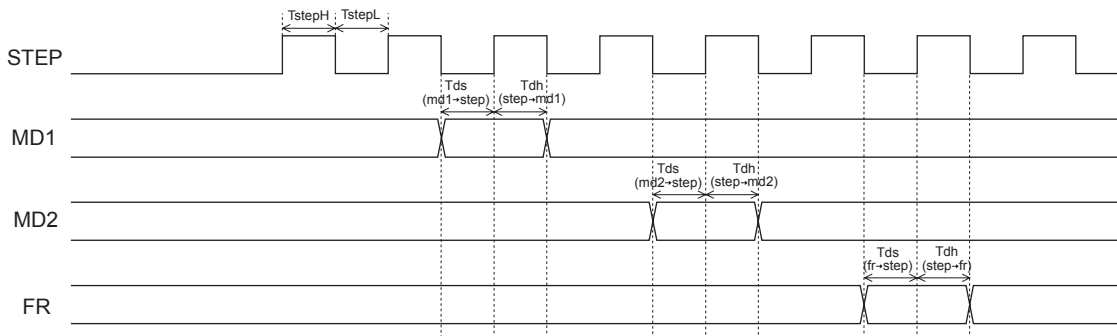 TstepH TstepL
STEP
Tds Tdh
(md1→step) (step→md1)
MD1
Tds Tdh
(md2→step) (step→md2)
MD2
Tds Tdh
(fr→step) (step→fr)
FR